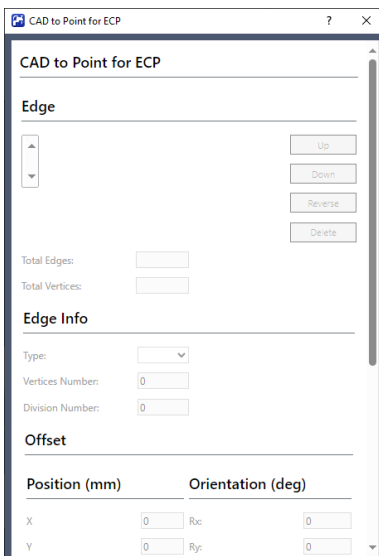 CAD to Point for ECP
CAD to Point for ECP
Edge
Up
Down
Reverse
Delete
Total Edges:
Total Vertices:
Edge Info
Type:
Vertices Number: 0
Division Number: 0
Offset
Position (mm) Orientation (deg)
X 0 Rx: 0
Y 0 Ry: 0